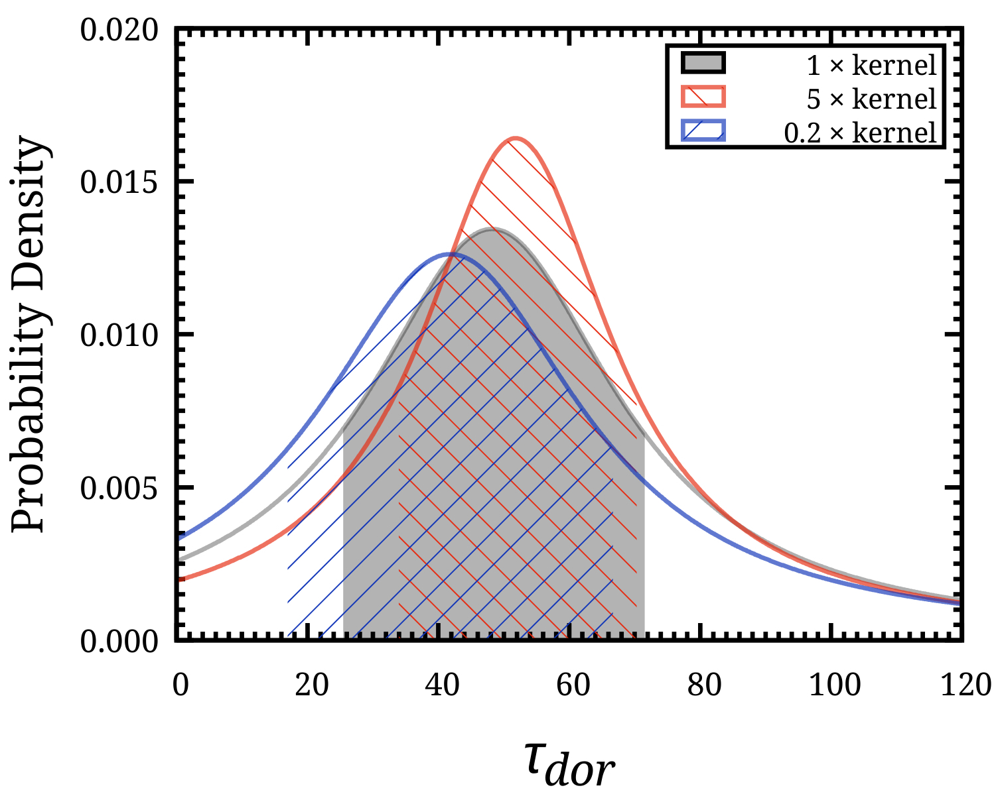 0.020
0.015
0.010
0.005
0.000
Probability Density
1 × kernel
5 × kernel
0.2 × kernel
0 20 40 60 80 100 120
τdor